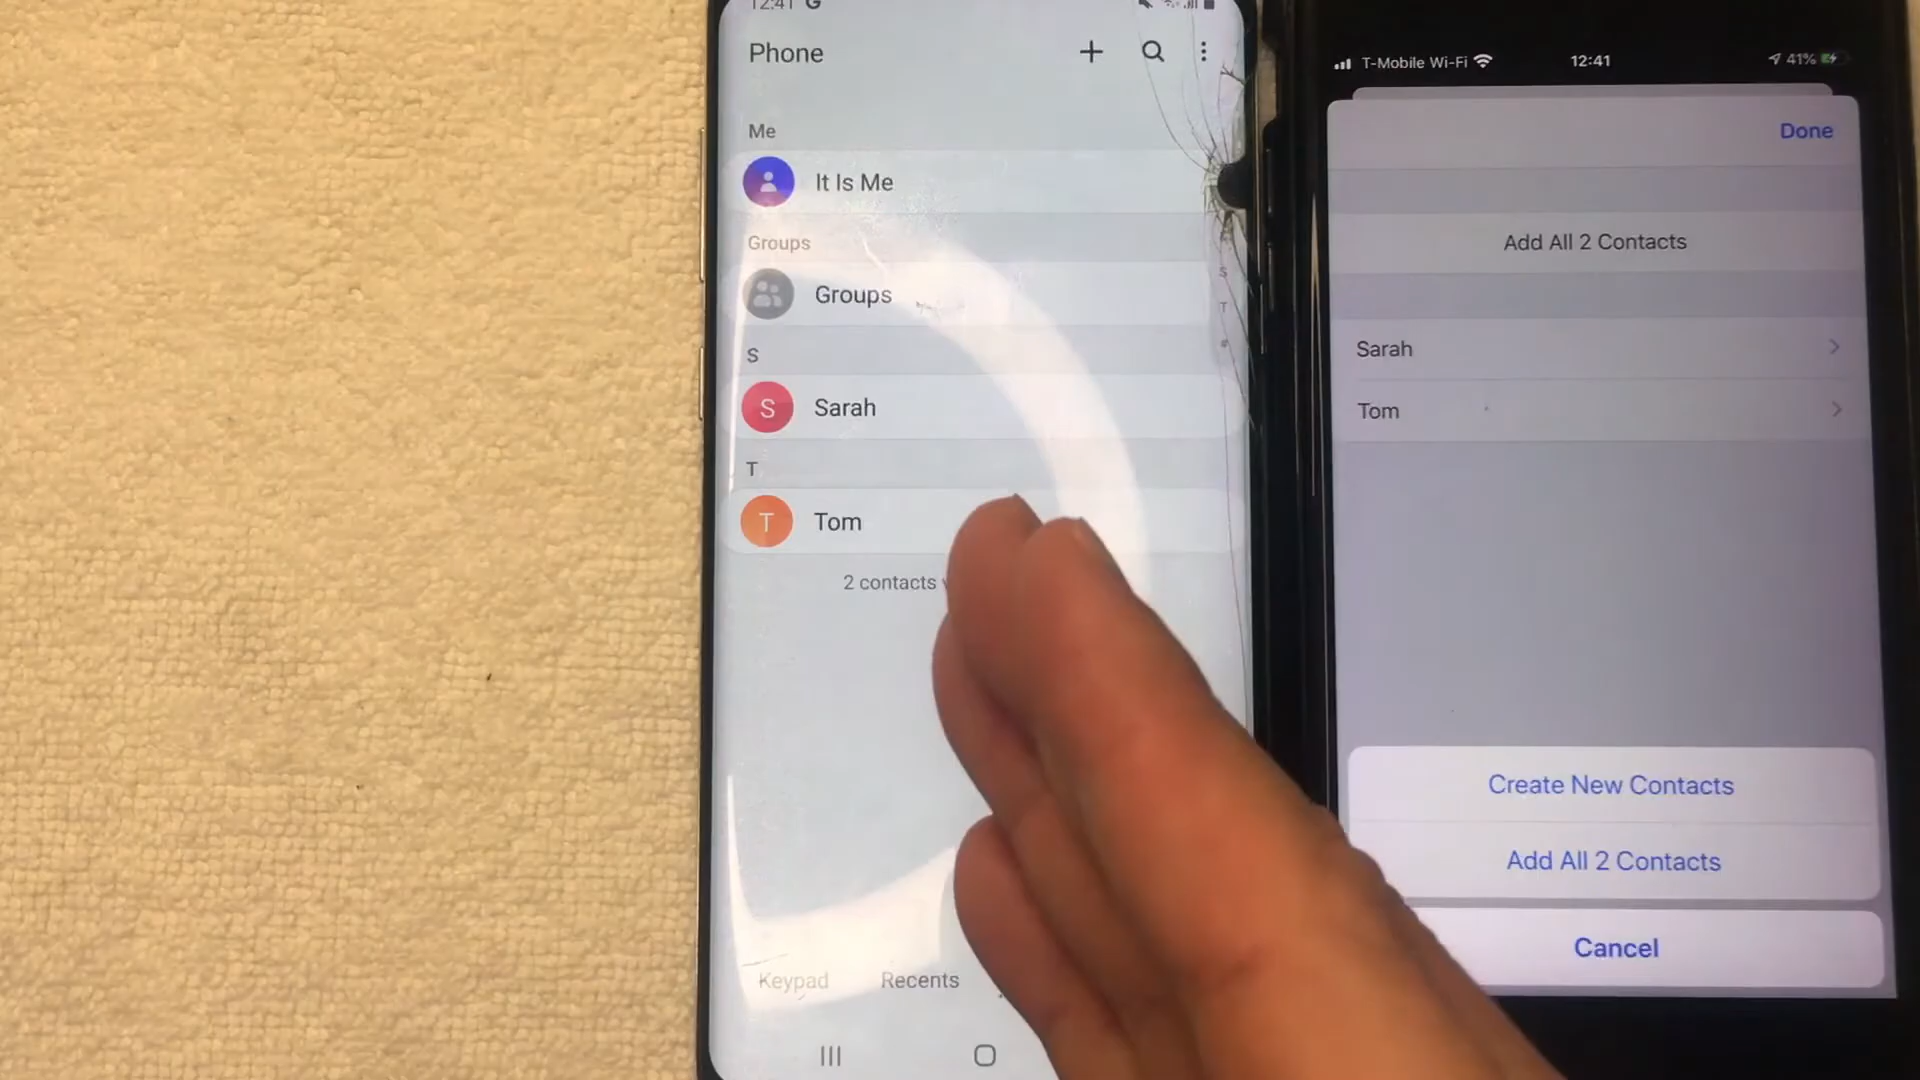 12:41 G
Phone
Me
It Is Me
Groups
Groups
S
S Sarah
T
T Tom
2 contacts
Keypad Recents
S
T
#
T-Mobile Wi-Fi 12:41 41%
Done
Add All 2 Contacts
Sarah
Tom
Create New Contacts
Add All 2 Contacts
Cancel